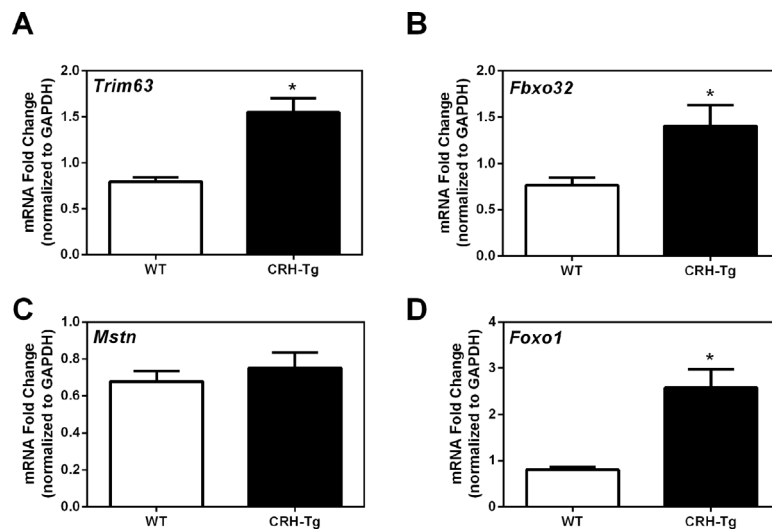 A
mRNA Fold Change
(normalized to GAPDH)
2.0
1.5
1.0
0.5
0.0
Trim63
*
WT
CRH-Tg
B
mRNA Fold Change
(normalized to GAPDH)
2.0
1.5
1.0
0.5
0.0
Fbxo32
*
WT
CRH-Tg
C
mRNA Fold Change
(normalized to GAPDH)
1.0
0.8
0.6
0.4
0.2
0.0
Mstn
WT
CRH-Tg
D
mRNA Fold Change
(normalized to GAPDH)
4
3
2
1
0
Foxo1
*
WT
CRH-Tg